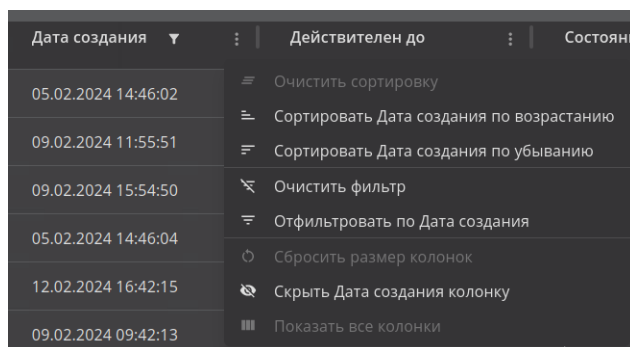 Дата создания
Действителен до
Состоян
05.02.2024 14:46:02
09.02.2024 11:55:51
09.02.2024 15:54:50
05.02.2024 14:46:04
12.02.2024 16:42:15
09.02.2024 09:42:13
Очистить сортировку
Сортировать Дата создания по возрастанию
Сортировать Дата создания по убыванию
Очистить фильтр
Отфильтровать по Дата создания
Сбросить размер колонок
Скрыть Дата создания колонку
Показать все колонки